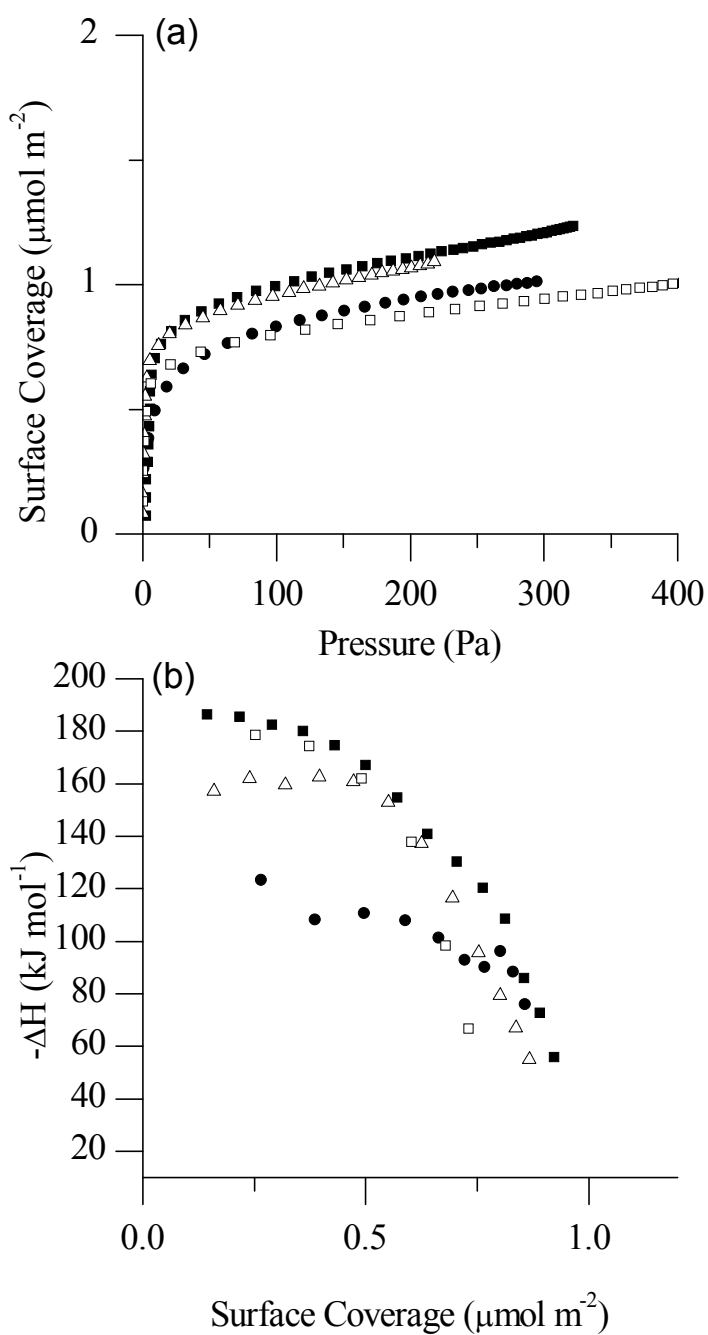 (a)
2
1
0
Surface Coverage (μmol m⁻²)
0 100 200 300 400
Pressure (Pa)
(b)
200
180
160
140
120
100
80
60
40
20
-ΔH (kJ mol⁻¹)
0.0 0.5 1.0
Surface Coverage (μmol m⁻²)